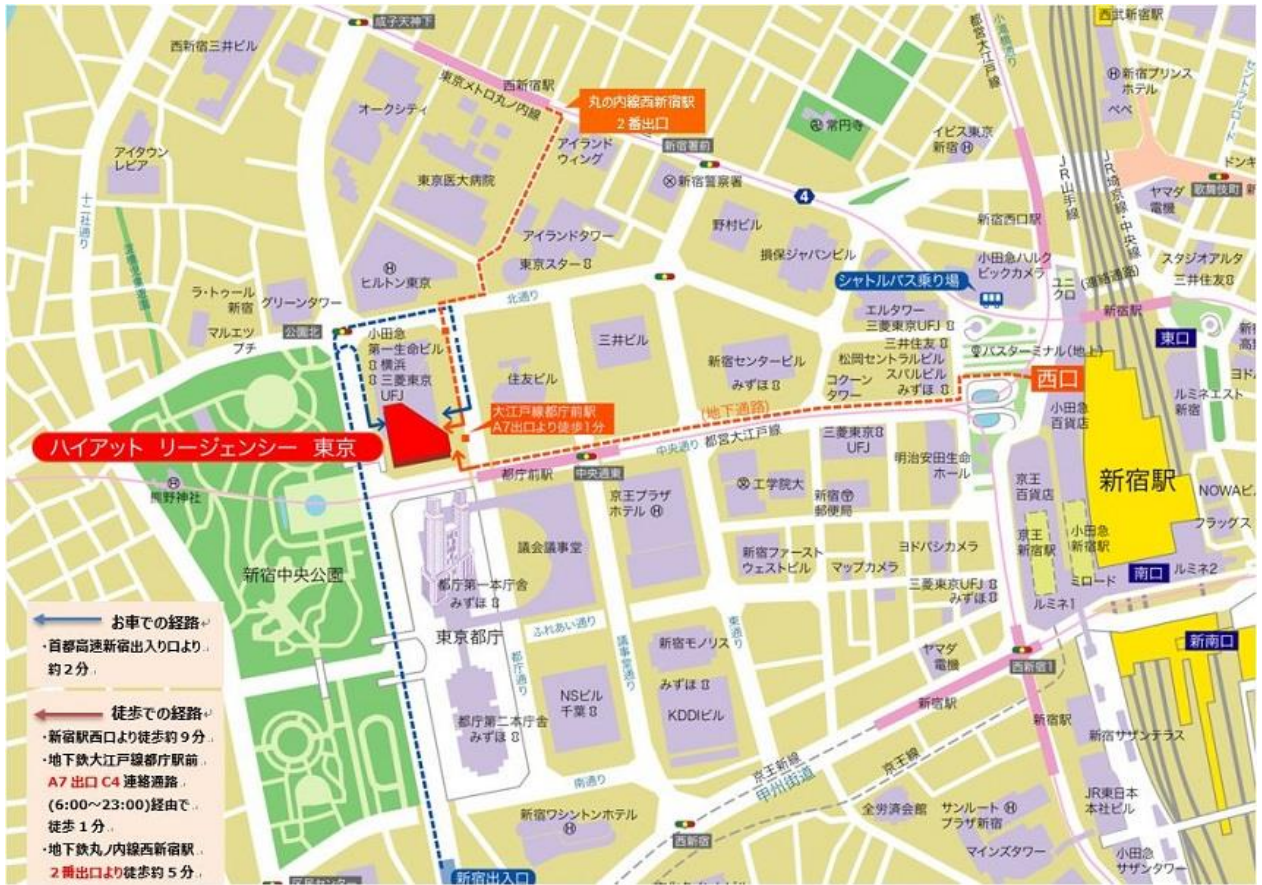 成子天神下
西新宿三井ビル
西新宿駅
東京メトロ丸ノ内線
丸の内線西新宿駅
2番出口
都営大江戸線
小滝橋通り
西武新宿駅
新宿プリンス
ホテル
ペペ
オークシティ
アイランド
ウィング
新宿署前
新宿警察署
常円寺
イビス東京
新宿
アイタウン
レピア
東京医大病院
十二社通り
4
JR山手線
JR埼京線・中央線
ヤマダ
電機
歌舞伎町
ドンキ
セントラルロード
アイランドタワー
野村ビル
新宿西口駅
東京スター
損保ジャパンビル
小田急ハルク
ビックカメラ
スタジオアルタ
三井住友
ヒルトン東京
シャトルバス乗り場
ユニ
クロ
(連絡通路)
ラ・トゥール
新宿
グリーンタワー
北通り
エルタワー
三菱東京UFJ
新宿駅
マルエツ
プチ
公園北
小田急
第一生命ビル
横浜
三菱東京
UFJ
三井ビル
三井住友
松岡セントラルビル
スバルビル
みずほ
バスターミナル(地上)
東口
住友ビル
新宿センタービル
みずほ
コクーン
タワー
西口
ルミネエスト
新宿
大江戸線都庁前駅
A7出口より徒歩1分
(地下通路)
小田急
百貨店
ハイアット リージェンシー 東京
中央通り
都営大江戸線
三菱東京
UFJ
明治安田生命
ホール
都庁前駅
中央通東
熊野神社
京王プラザ
ホテル
工学院大
新宿
郵便局
京王
百貨店
新宿駅
NOWAビ
フラッグス
新宿中央公園
議会議事堂
新宿ファースト
ウェストビル
マップカメラ
ヨドバシカメラ
京王
新宿駅
小田急
新宿駅
都庁第一本庁舎
みずほ
三菱東京UFJ
みずほ
ミロード
南口
ルミネ2
ルミネ1
お車での経路
・首都高速新宿出入り口より
約2分
東京都庁
ふれあい通り
議事堂通り
東通り
都庁通り
新宿モノリス
みずほ
ヤマダ
電機
西新宿1
新南口
徒歩での経路
・新宿駅西口より徒歩約9分
・地下鉄大江戸線都庁駅前
A7出口 C4 連絡通路
(6:00～23:00)経由で
徒歩1分
・地下鉄丸ノ内線西新宿駅
2番出口より徒歩約5分
NSビル
千葉
KDDIビル
都庁第二本庁舎
みずほ
新宿駅
新宿駅
新宿サザンテラス
南通り
京王新線
甲州街道
京王線
新宿ワシントンホテル
西新宿
全労済会館
サンルート
プラザ新宿
JR東日本
本社ビル
マインズタワー
小田急
サザンタワー
新宿出入口